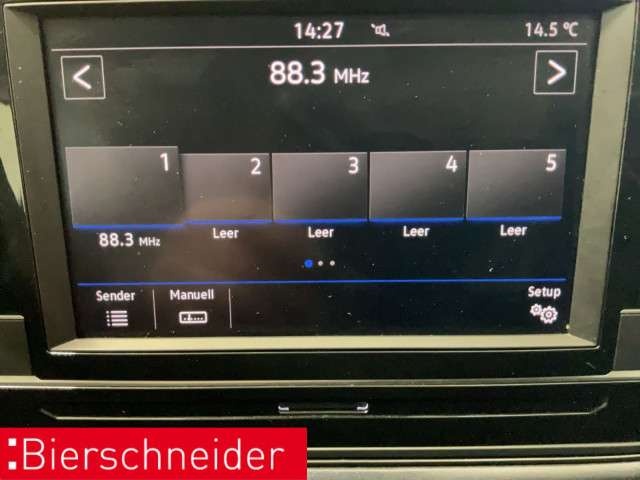 14:27 14.5 °C
< 88.3 MHz >
1 2 3 4 5
88.3 MHz Leer Leer Leer Leer
Sender Manuell Setup
Bierschneider